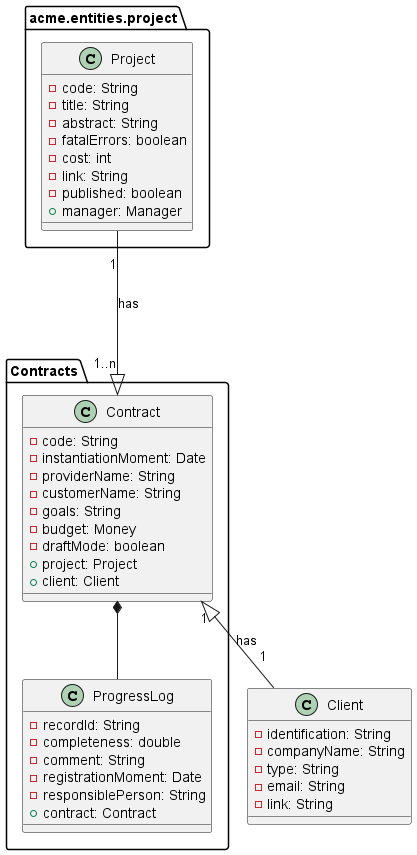 acme.entities.project
C Project
code: String
title: String
abstract: String
fatalErrors: boolean
cost: int
link: String
published: boolean
manager: Manager
1
has
1..n
Contracts
C Contract
code: String
instantiationMoment: Date
providerName: String
customerName: String
goals: String
budget: Money
draftMode: boolean
project: Project
client: Client
1
has
1
C ProgressLog
recordId: String
completeness: double
comment: String
registrationMoment: Date
responsiblePerson: String
contract: Contract
C Client
identification: String
companyName: String
type: String
email: String
link: String